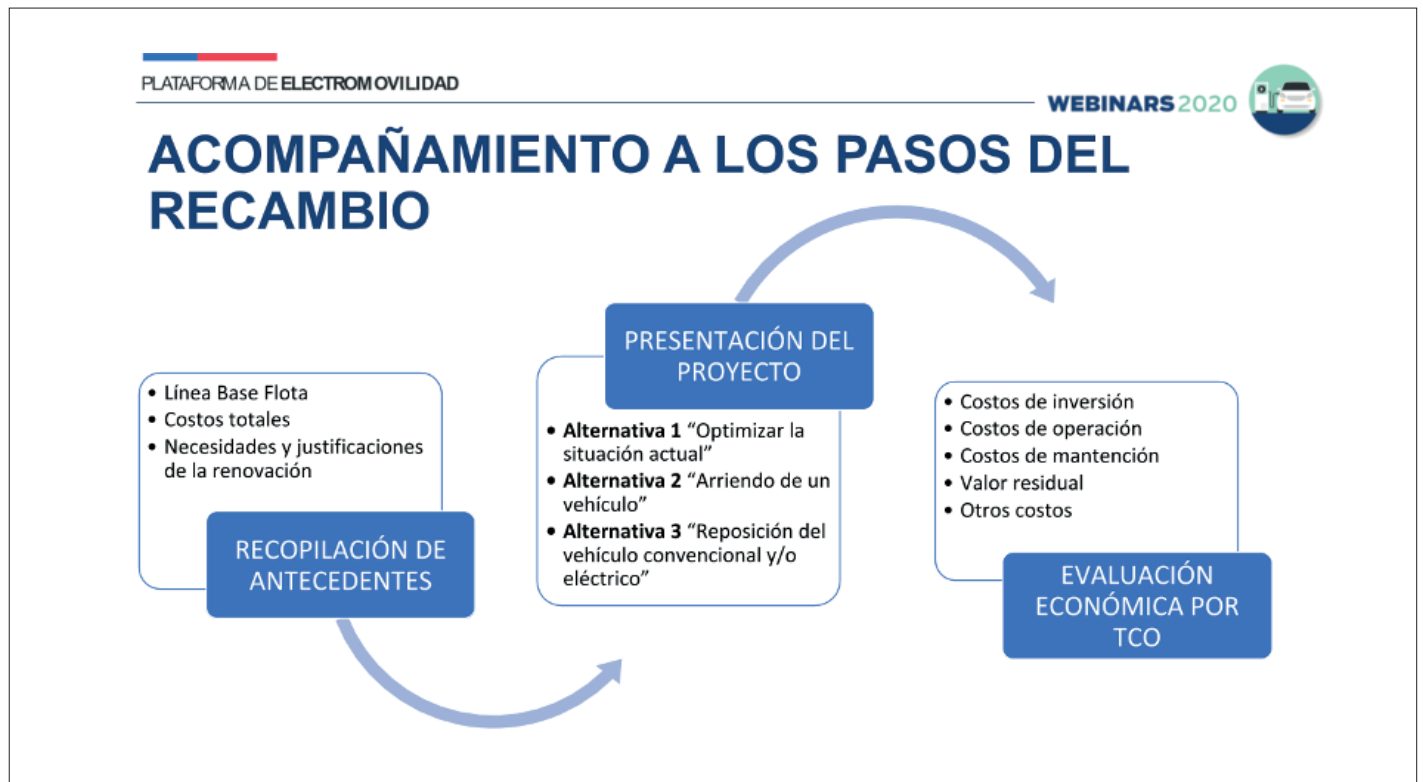 PLATAFORMA DE ELECTROMOVILIDAD
WEBINARS 2020
ACOMPAÑAMIENTO A LOS PASOS DEL
RECAMBIO
• Línea Base Flota
• Costos totales
• Necesidades y justificaciones
de la renovación
RECOPILACIÓN DE
ANTECEDENTES
PRESENTACIÓN DEL
PROYECTO
• Alternativa 1 “Optimizar la
situación actual”
• Alternativa 2 “Arriendo de un
vehículo”
• Alternativa 3 “Reposición del
vehículo convencional y/o
eléctrico”
• Costos de inversión
• Costos de operación
• Costos de mantención
• Valor residual
• Otros costos
EVALUACIÓN
ECONÓMICA POR
TCO